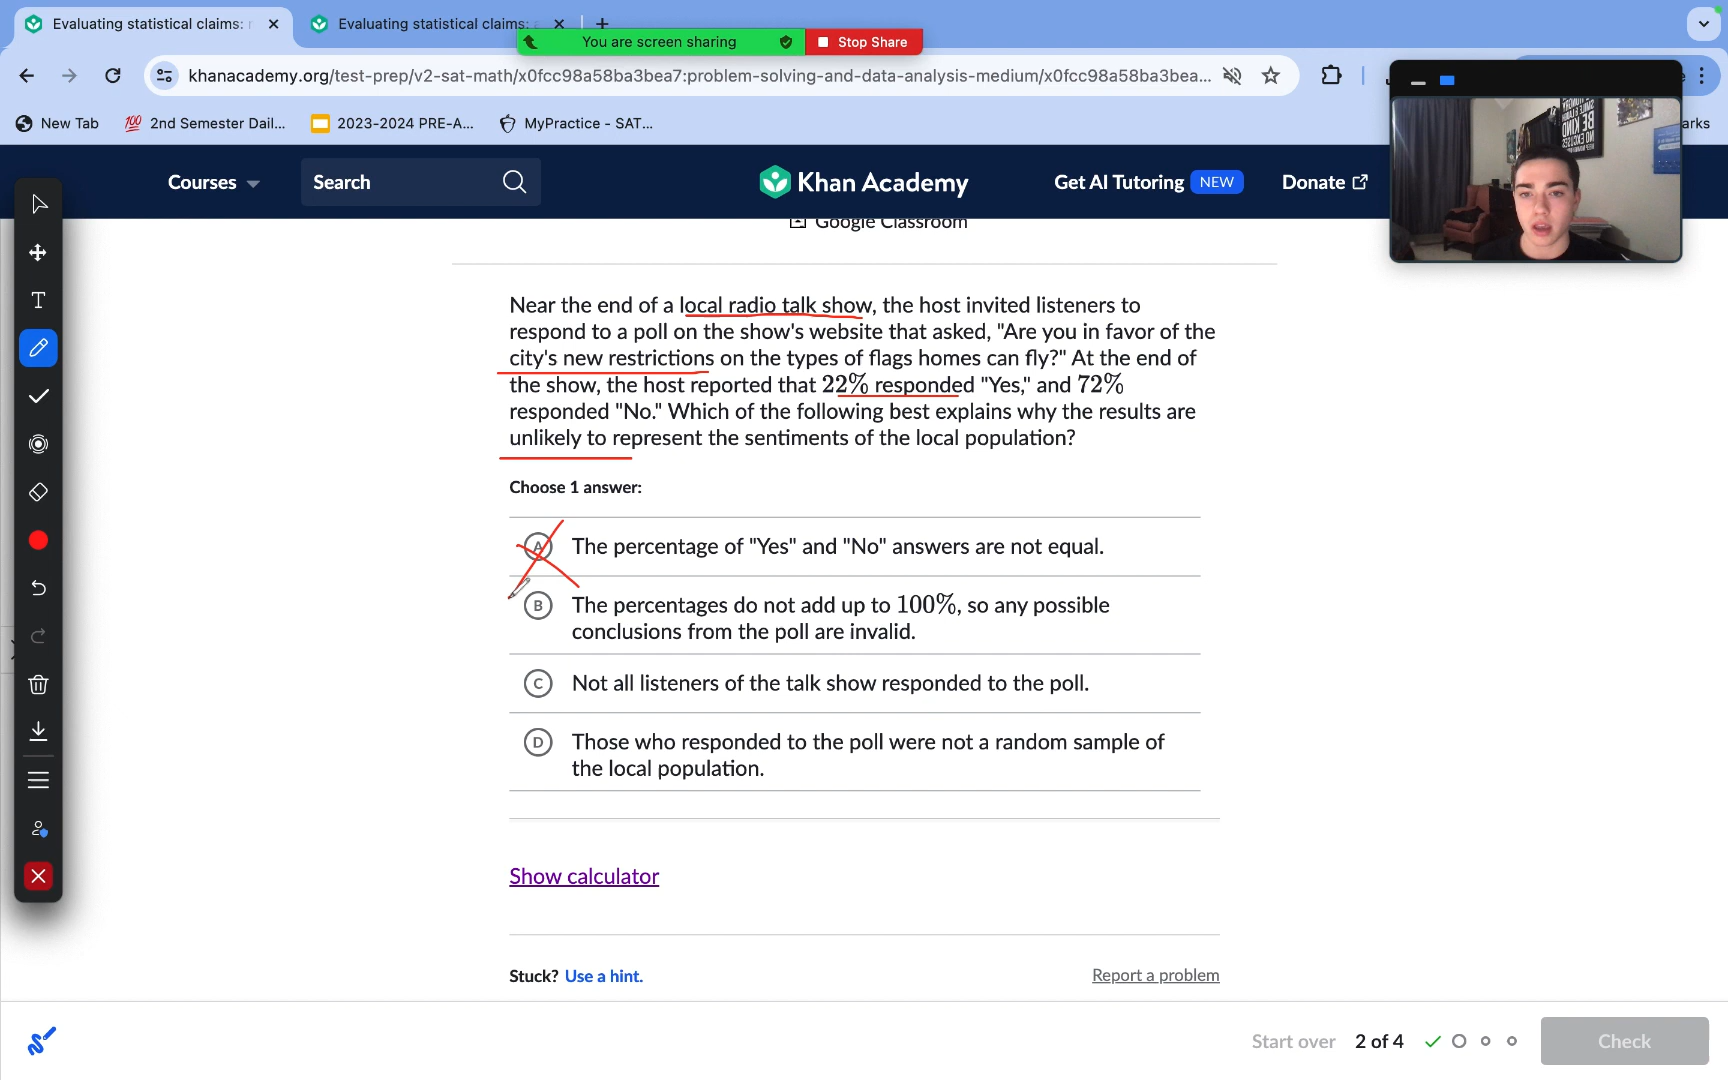 Evaluating statistical claims:
Evaluating statistical claims:
You are screen sharing
Stop Share
khanacademy.org/test-prep/v2-sat-math/x0fcc98a58ba3bea7:problem-solving-and-data-analysis-medium/x0fcc98a58ba3bea...
New Tab
2nd Semester Dail...
2023-2024 PRE-A...
MyPractice - SAT...
arks
Courses
Search
Khan Academy
Get AI Tutoring NEW
Donate
Google Classroom
Near the end of a local radio talk show, the host invited listeners to
respond to a poll on the show's website that asked, "Are you in favor of the
city's new restrictions on the types of flags homes can fly?" At the end of
the show, the host reported that 22% responded "Yes," and 72%
responded "No." Which of the following best explains why the results are
unlikely to represent the sentiments of the local population?
Choose 1 answer:
A The percentage of "Yes" and "No" answers are not equal.
B The percentages do not add up to 100%, so any possible
conclusions from the poll are invalid.
C Not all listeners of the talk show responded to the poll.
D Those who responded to the poll were not a random sample of
the local population.
Show calculator
Stuck? Use a hint.
Report a problem
Start over
2 of 4
Check